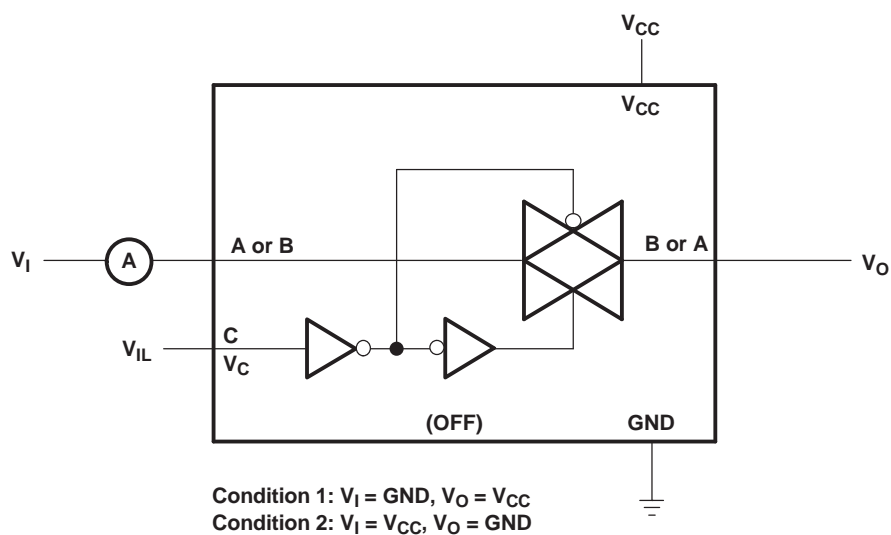 VCC
VCC
VI
A
A or B
B or A
VO
VIL
C
VC
(OFF)
GND
Condition 1: VI = GND, VO = VCC
Condition 2: VI = VCC, VO = GND